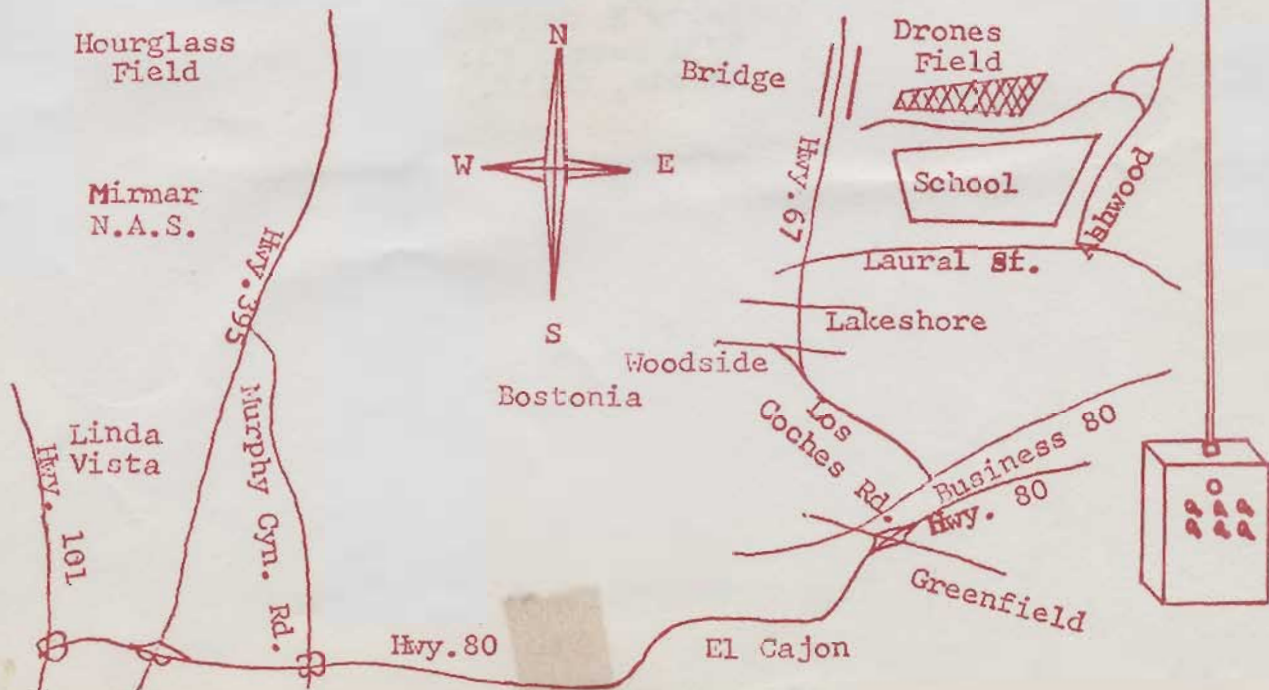 Hourglass
Field
N
W
E
S
Mirmar
N.A.S.
Hwy. 395
Linda
Vista
Hwy. 101
Murphy Cyn. Rd.
Hwy.80
Bostonia
El Cajon
Bridge
Drones
Field
Hwy. 67
School
Ashwood
Laural St.
Lakeshore
Woodside
Los
Coches Rd.
Business 80
Hwy. 80
Greenfield